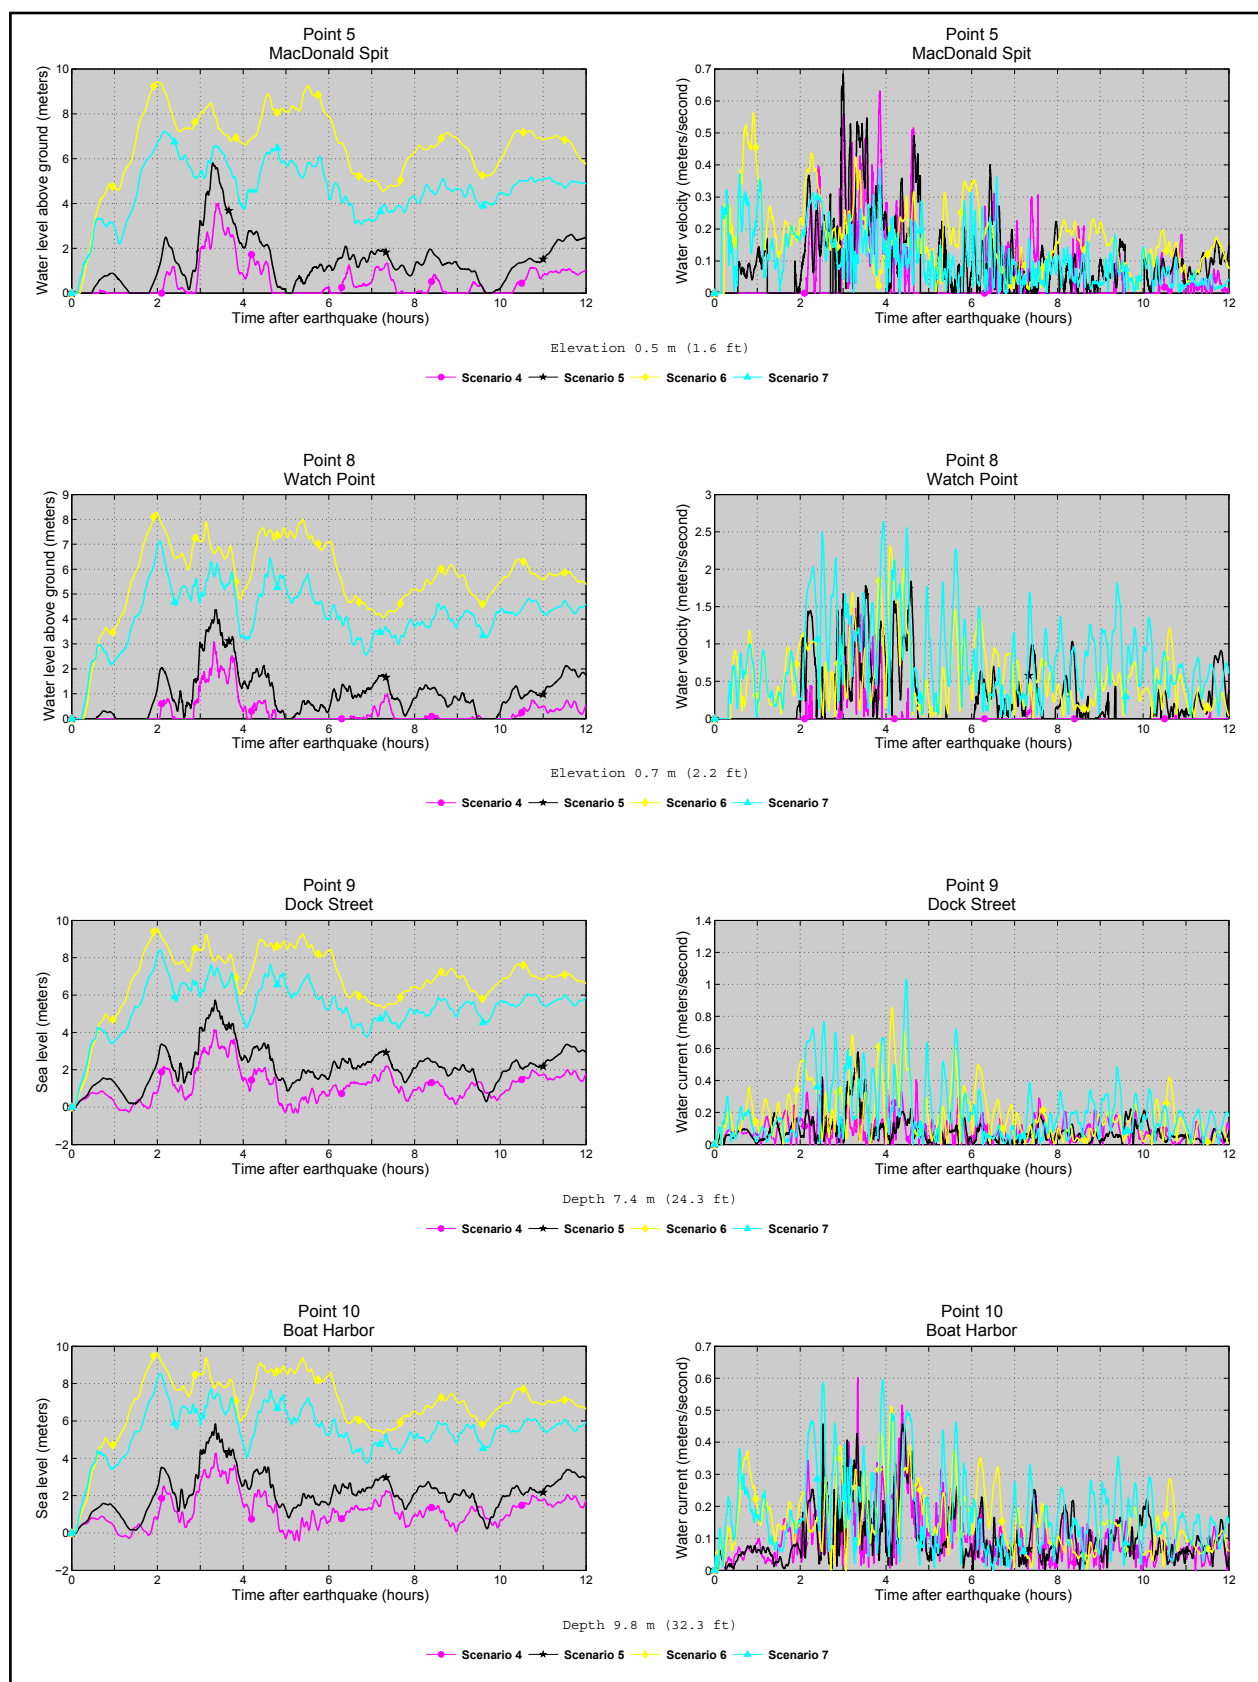 Point 5
MacDonald Spit
Water level above ground (meters)
10
8
6
4
2
0
0 2 4 6 8 10 12
Time after earthquake (hours)
Point 5
MacDonald Spit
Water velocity (meters/second)
0.7
0.6
0.5
0.4
0.3
0.2
0.1
0
0 2 4 6 8 10 12
Time after earthquake (hours)
Elevation 0.5 m (1.6 ft)
Scenario 4 Scenario 5 Scenario 6 Scenario 7
Point 8
Watch Point
Water level above ground (meters)
9
8
7
6
5
4
3
2
1
0
0 2 4 6 8 10 12
Time after earthquake (hours)
Point 8
Watch Point
Water velocity (meters/second)
3
2.5
2
1.5
1
0.5
0
0 2 4 6 8 10 12
Time after earthquake (hours)
Elevation 0.7 m (2.2 ft)
Scenario 4 Scenario 5 Scenario 6 Scenario 7
Point 9
Dock Street
Sea level (meters)
10
8
6
4
2
0
−2
0 2 4 6 8 10 12
Time after earthquake (hours)
Point 9
Dock Street
Water current (meters/second)
1.4
1.2
1
0.8
0.6
0.4
0.2
0
0 2 4 6 8 10 12
Time after earthquake (hours)
Depth 7.4 m (24.3 ft)
Scenario 4 Scenario 5 Scenario 6 Scenario 7
Point 10
Boat Harbor
Sea level (meters)
10
8
6
4
2
0
−2
0 2 4 6 8 10 12
Time after earthquake (hours)
Point 10
Boat Harbor
Water current (meters/second)
0.7
0.6
0.5
0.4
0.3
0.2
0.1
0
0 2 4 6 8 10 12
Time after earthquake (hours)
Depth 9.8 m (32.3 ft)
Scenario 4 Scenario 5 Scenario 6 Scenario 7